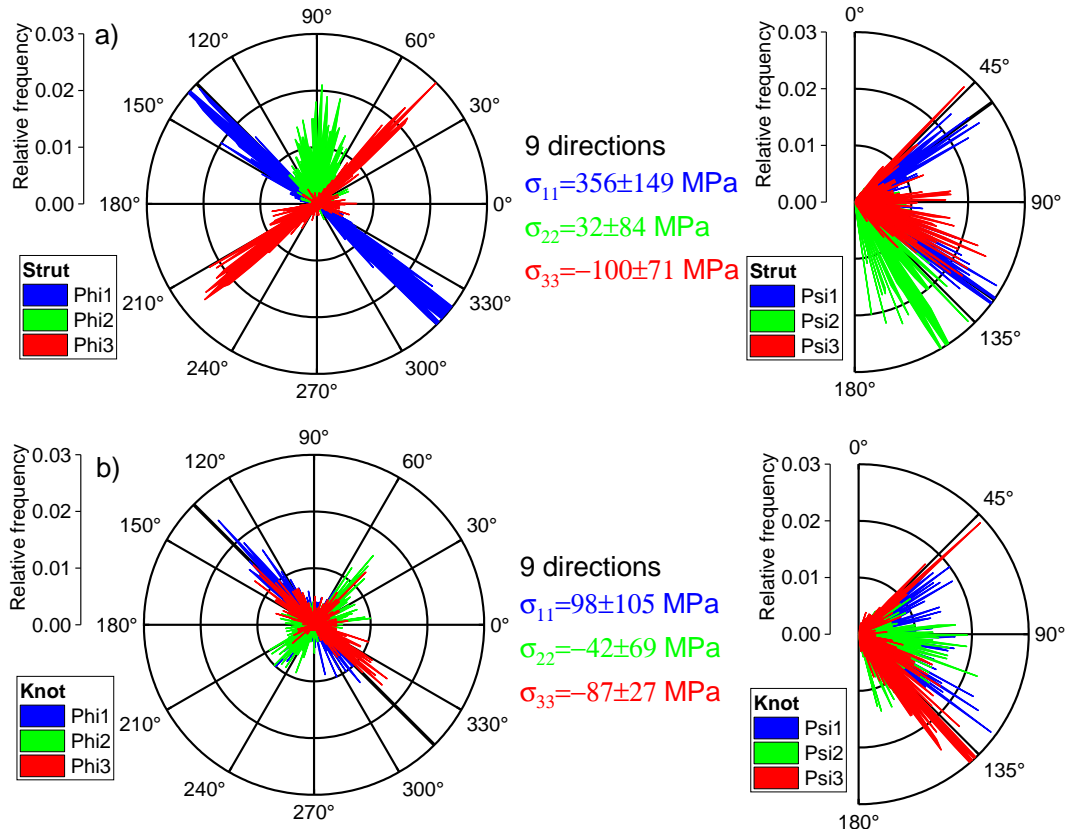 a)
Relative frequency
0.03
0.02
0.01
0.00
90°
120°
60°
150°
30°
180°
0°
210°
330°
240°
300°
270°
Strut
Phi1
Phi2
Phi3
9 directions
σ11=356±149 MPa
σ22=32±84 MPa
σ33=−100±71 MPa
Relative frequency
0.03
0.02
0.01
0.00
0°
45°
90°
135°
180°
Strut
Psi1
Psi2
Psi3
b)
Relative frequency
0.03
0.02
0.01
0.00
90°
120°
60°
150°
30°
180°
0°
210°
330°
240°
300°
270°
Knot
Phi1
Phi2
Phi3
9 directions
σ11=98±105 MPa
σ22=−42±69 MPa
σ33=−87±27 MPa
Relative frequency
0.03
0.02
0.01
0.00
0°
45°
90°
135°
180°
Knot
Psi1
Psi2
Psi3